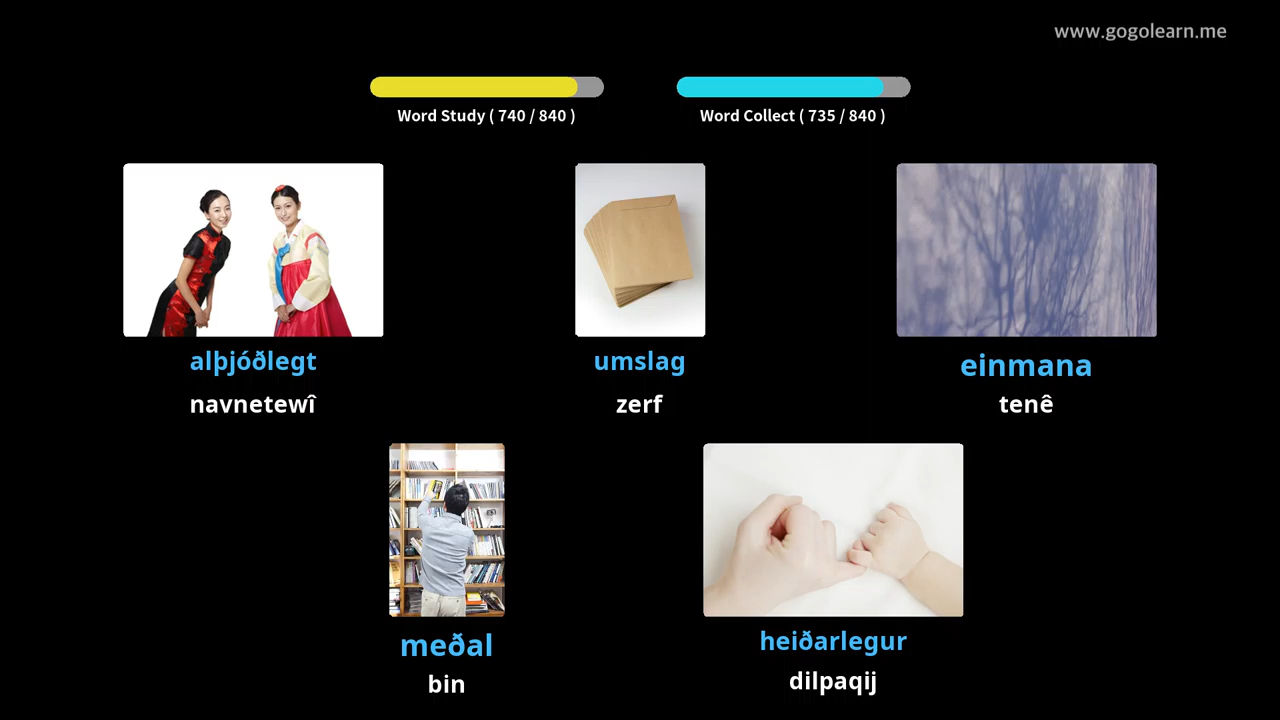 www.gogolearn.me
Word Study ( 740 / 840 )
Word Collect ( 735 / 840 )
alþjóðlegt
navnetewî
umslag
zerf
einmana
tenê
meðal
bin
heiðarlegur
dilpaqij